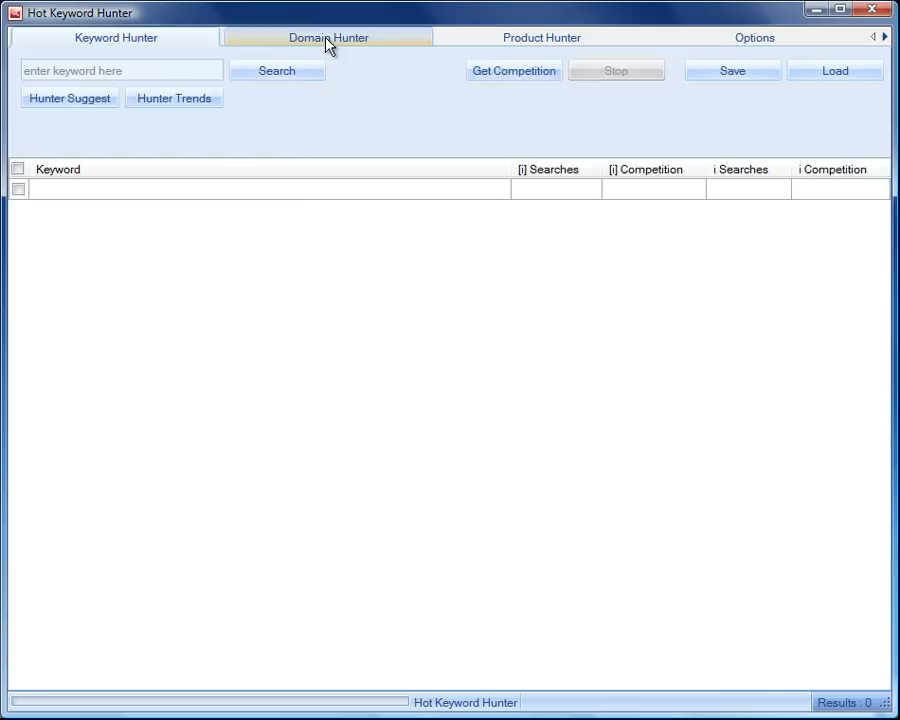 Hot Keyword Hunter
Keyword Hunter Domain Hunter Product Hunter Options
enter keyword here Search Get Competition Stop Save Load
Hunter Suggest Hunter Trends
Keyword [i] Searches [i] Competition i Searches i Competition
Hot Keyword Hunter Results : 0